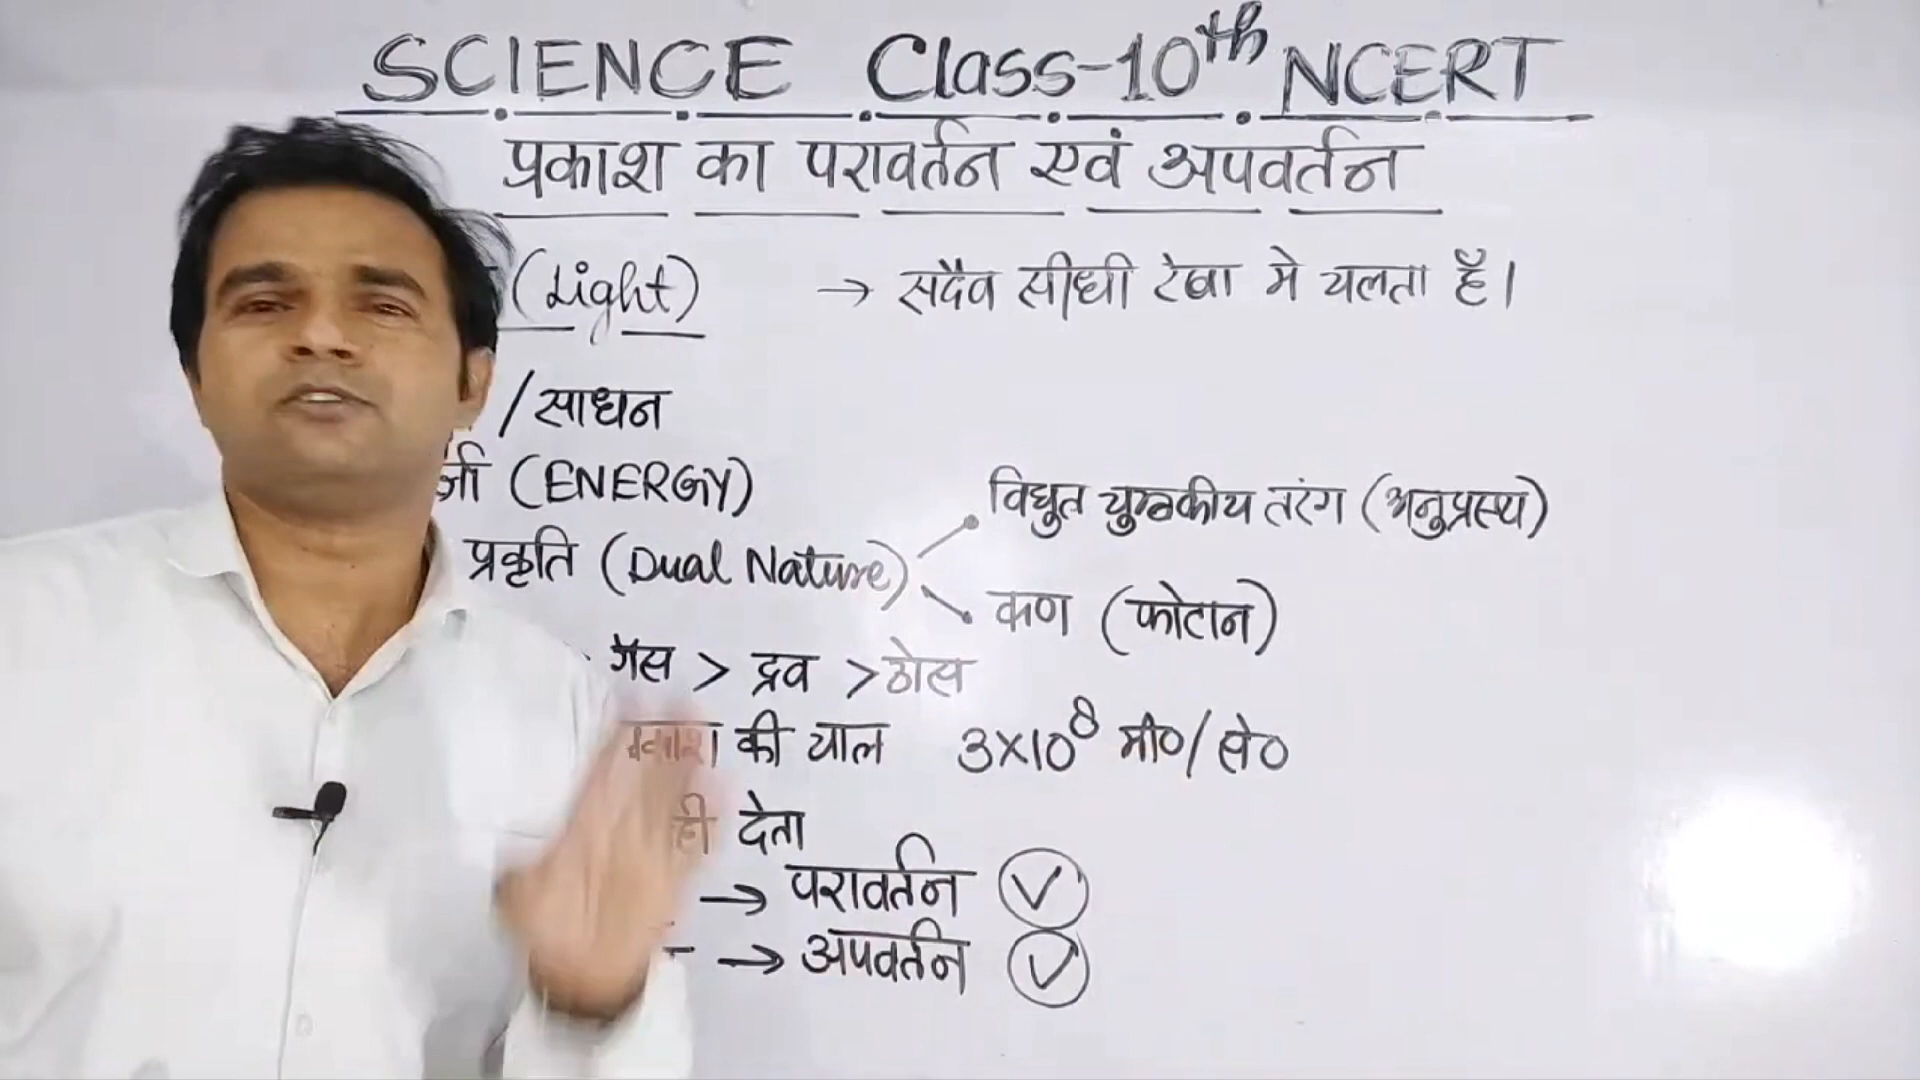 SCIENCE Class-10th NCERT
प्रकाश का परावर्तन एवं अपवर्तन
(Light) → सदैव सीधी रेखा मे चलता है।
/साधन
(ENERGY)
विद्युत चुम्बकीय तरंग (अनुप्रस्थ)
प्रकृति (Dual Nature)
कण (फोटान)
गैस > द्रव > ठोस
प्रकाश की चाल 3×10⁸ मी०/से०
ही देता
→ परावर्तन ✓
→ अपवर्तन ✓